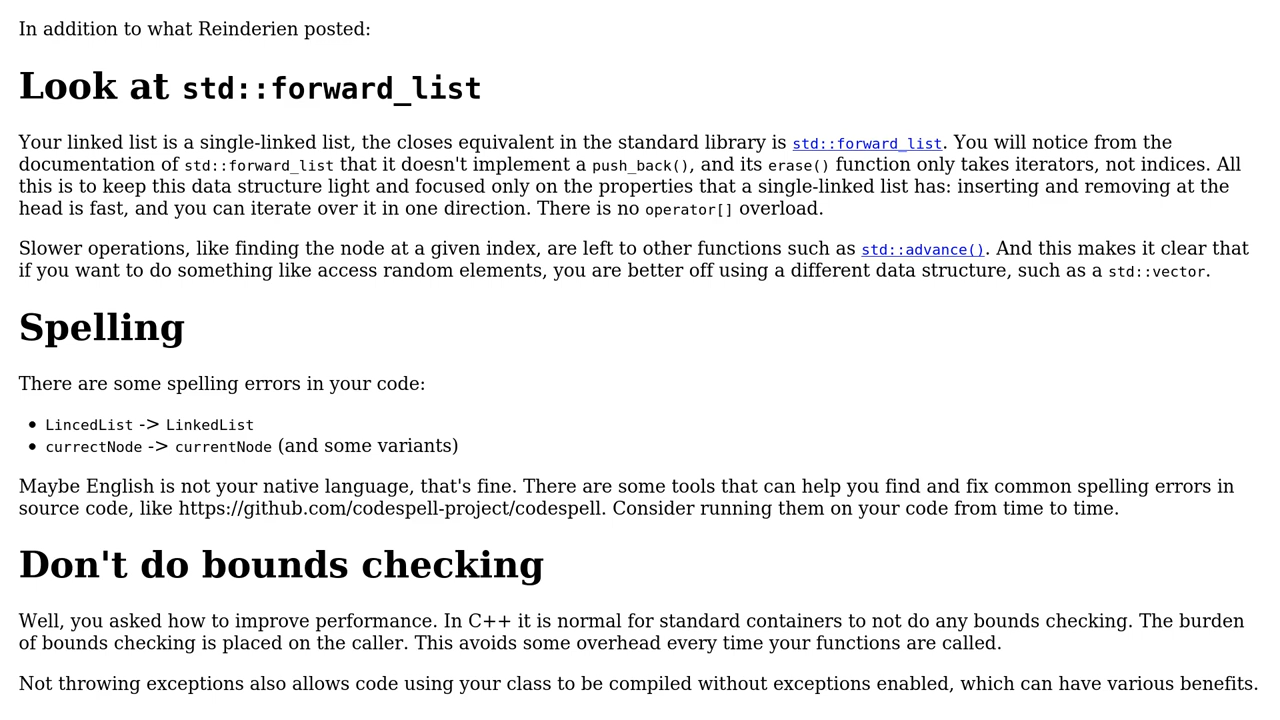 In addition to what Reinderien posted:
Look at std::forward_list
Your linked list is a single-linked list, the closes equivalent in the standard library is std::forward_list. You will notice from the
documentation of std::forward_list that it doesn't implement a push_back(), and its erase() function only takes iterators, not indices. All
this is to keep this data structure light and focused only on the properties that a single-linked list has: inserting and removing at the
head is fast, and you can iterate over it in one direction. There is no operator[] overload.
Slower operations, like finding the node at a given index, are left to other functions such as std::advance(). And this makes it clear that
if you want to do something like access random elements, you are better off using a different data structure, such as a std::vector.
Spelling
There are some spelling errors in your code:
• LincedList -> LinkedList
• currectNode -> currentNode (and some variants)
Maybe English is not your native language, that's fine. There are some tools that can help you find and fix common spelling errors in
source code, like https://github.com/codespell-project/codespell. Consider running them on your code from time to time.
Don't do bounds checking
Well, you asked how to improve performance. In C++ it is normal for standard containers to not do any bounds checking. The burden
of bounds checking is placed on the caller. This avoids some overhead every time your functions are called.
Not throwing exceptions also allows code using your class to be compiled without exceptions enabled, which can have various benefits.